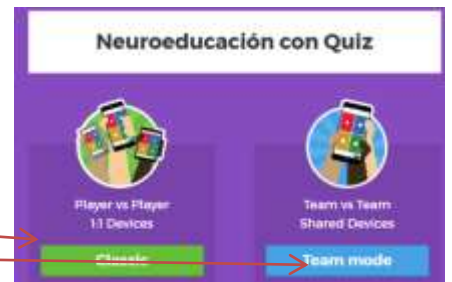 Neuroeducación con Quiz
Player vs Player
1:1 Devices
Classic
Team vs Team
Shared Devices
Team mode